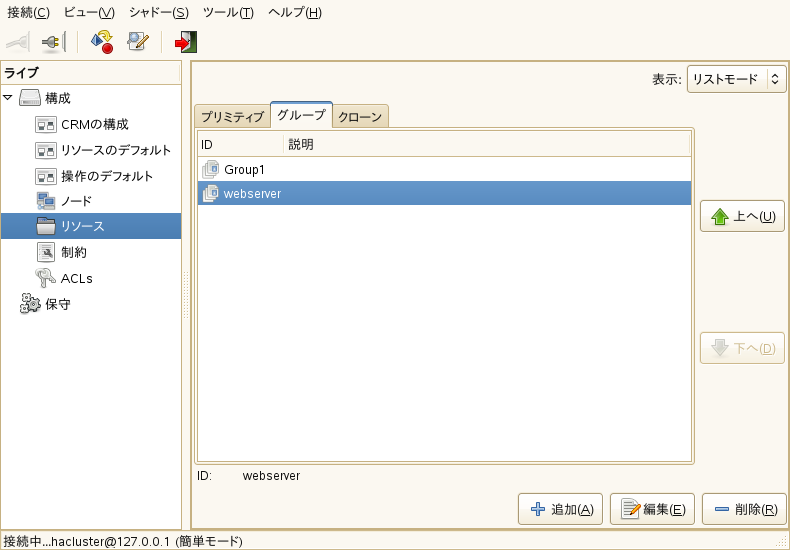 接続(C) ビュー(V) シャドー(S) ツール(T) ヘルプ(H)
ライブ
構成
CRMの構成
リソースのデフォルト
操作のデフォルト
ノード
リソース
制約
ACLs
保守
表示: リストモード
プリミティブ グループ クローン
ID 説明
Group1
webserver
上へ(U)
下へ(D)
ID: webserver
追加(A) 編集(E) 削除(R)
接続中...hacluster@127.0.0.1 (簡単モード)